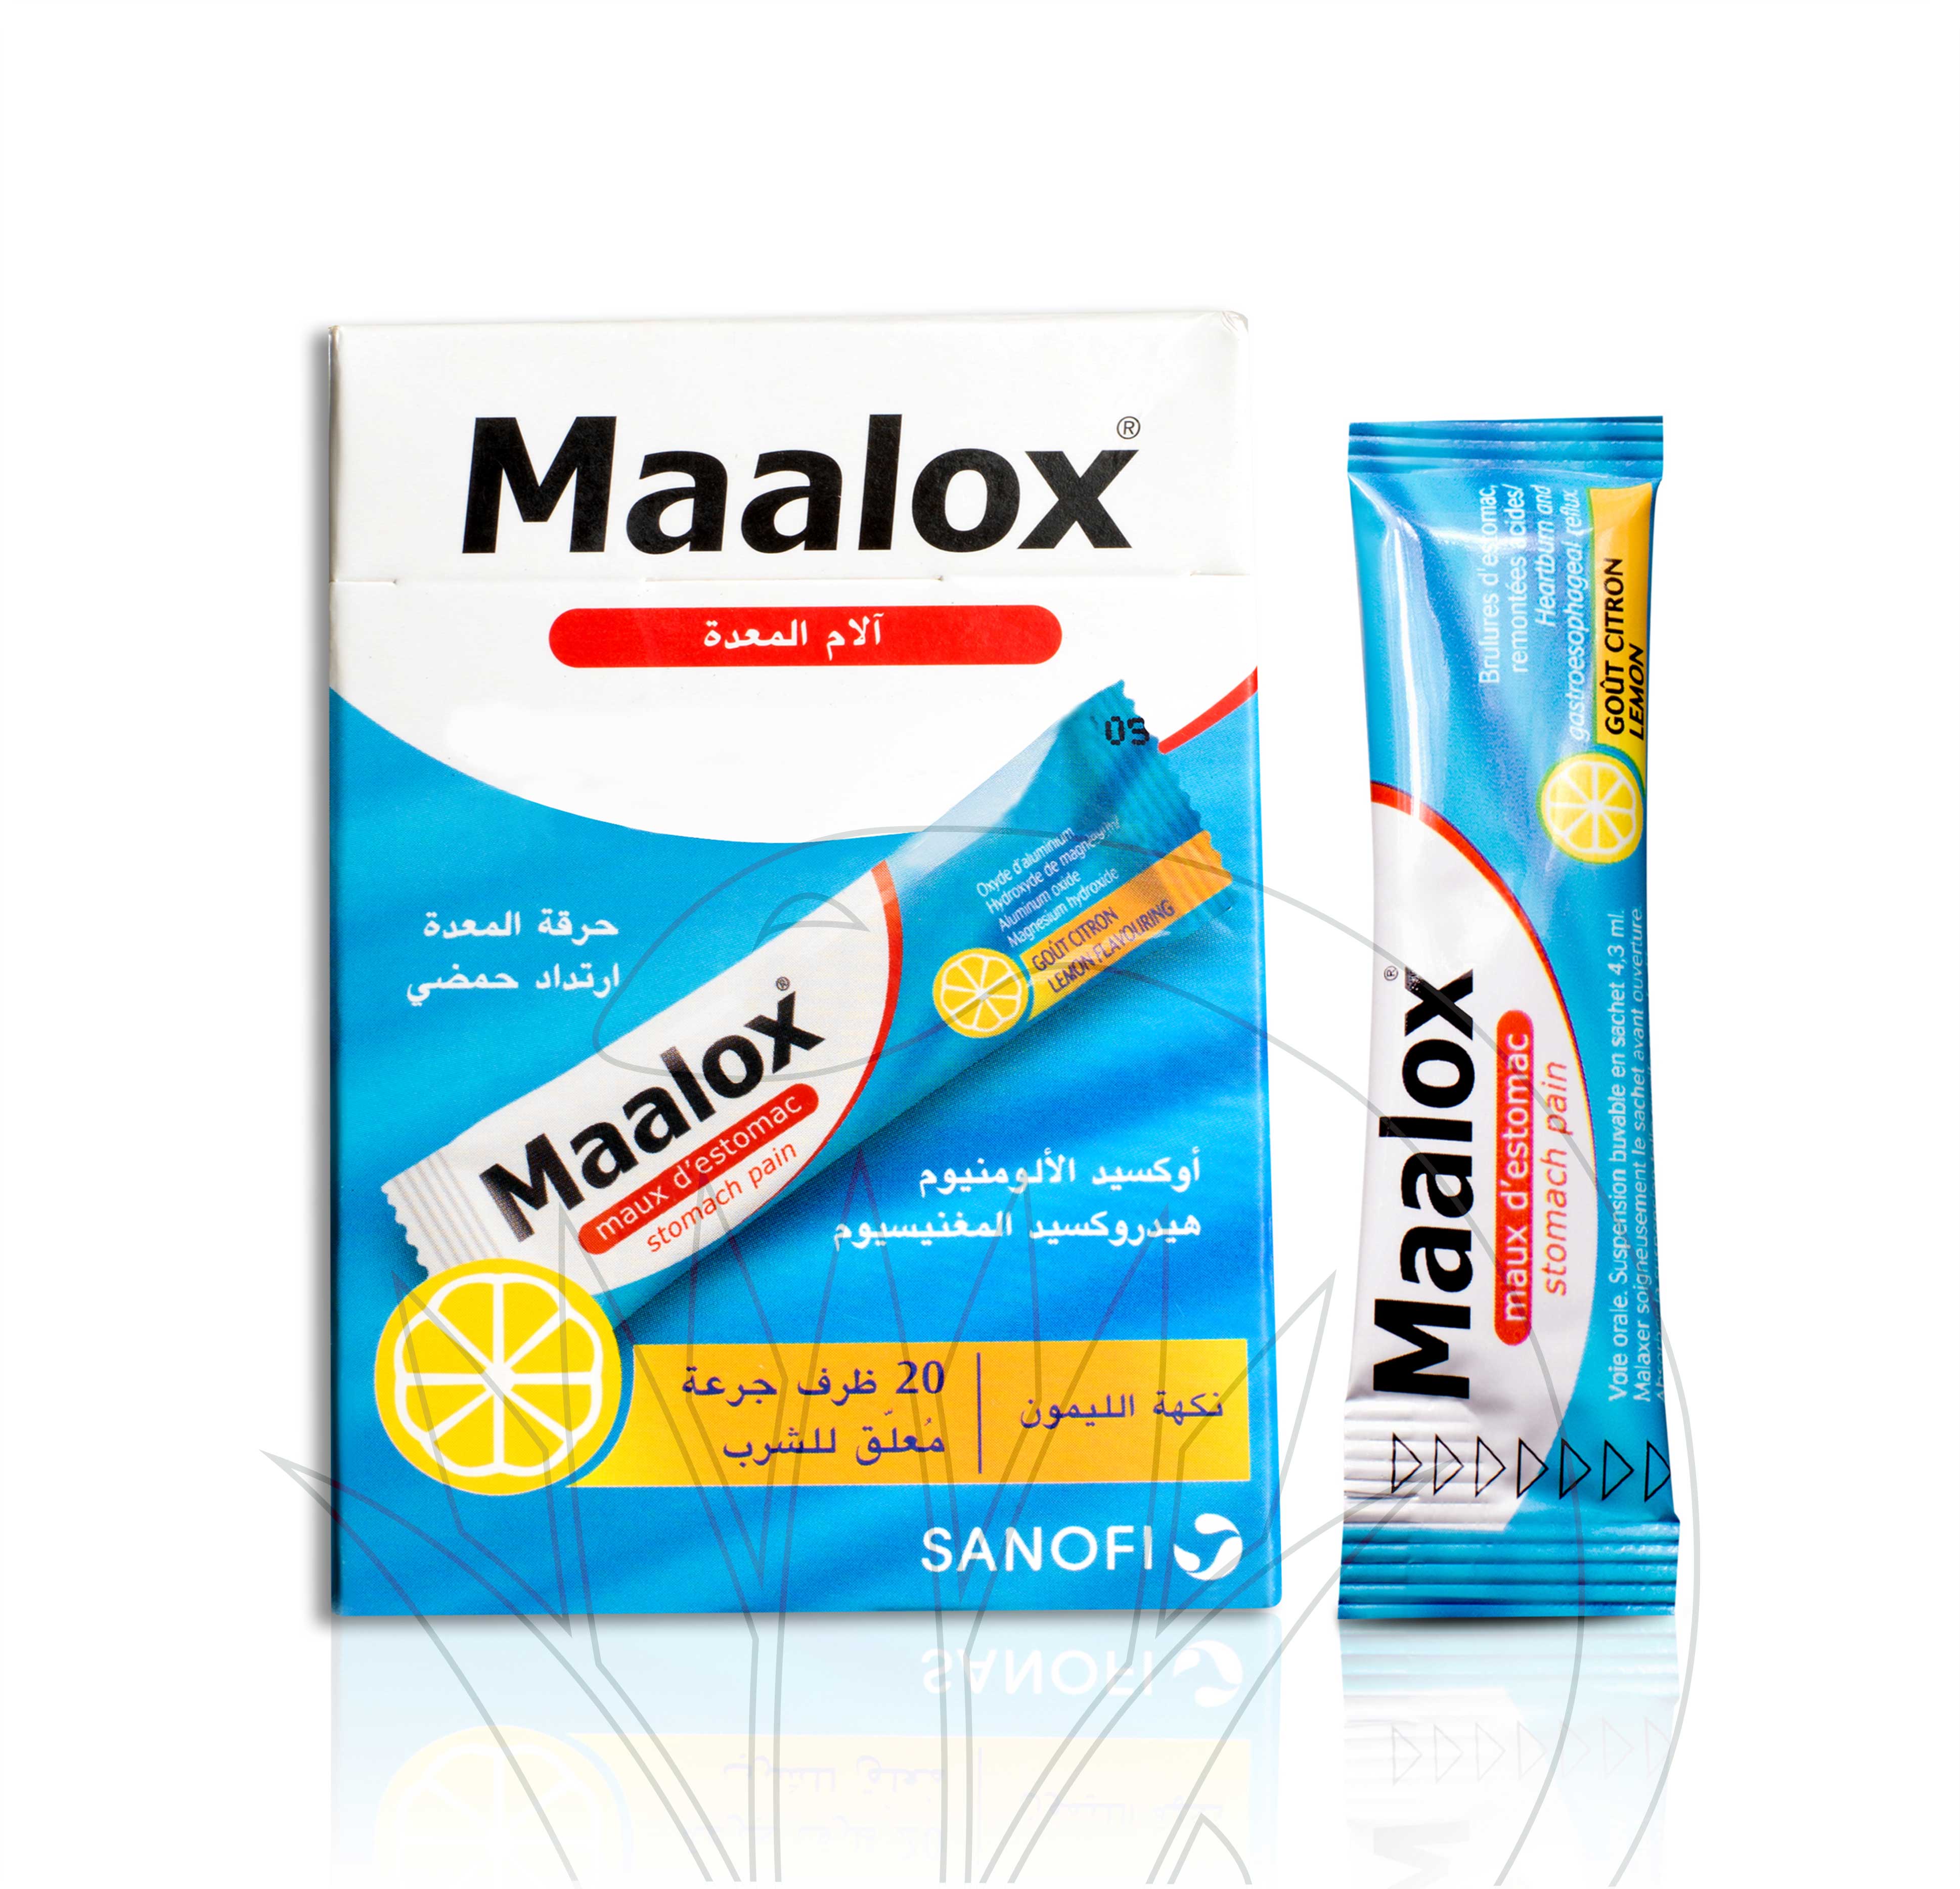 Maalox®
آلام المعدة
09
Oxyde d'aluminium
Hydroxyde de magnésium
Aluminum oxide
Magnesium hydroxide
GOÛT CITRON
LEMON FLAVOURING
حرقة المعدة
ارتداد حمضي
Maalox®
maux d'estomac
stomach pain
أوكسيد الألومنيوم
هيدروكسيد المغنيسيوم
نكهة الليمون
20 ظرف جرعة
مُعلّق للشرب
SANOFI
Brulures d'estomac,
remontées acides/
Heartburn and
gastroesophageal reflux
GOÛT CITRON
LEMON
Maalox®
maux d'estomac
stomach pain
Voie orale. Suspension buvable en sachet 4,3 ml.
Malaxer soigneusement le sachet avant ouverture.